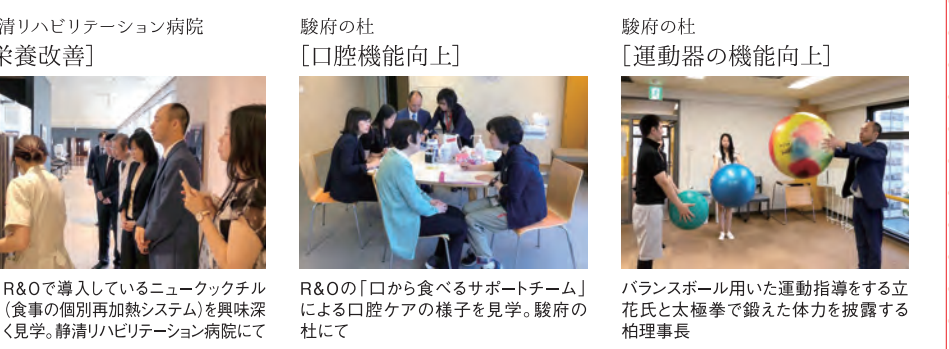 清リハビリテーション病院
栄養改善］
R&Oで導入しているニュークックチル
（食事の個別再加熱システム）を興味深
く見学。静清リハビリテーション病院にて
駿府の杜
［口腔機能向上］
R&Oの「口から食べるサポートチーム」
による口腔ケアの様子を見学。駿府の
杜にて
駿府の杜
［運動器の機能向上］
バランスボール用いた運動指導をする立
花氏と太極拳で鍛えた体力を披露する
柏理事長